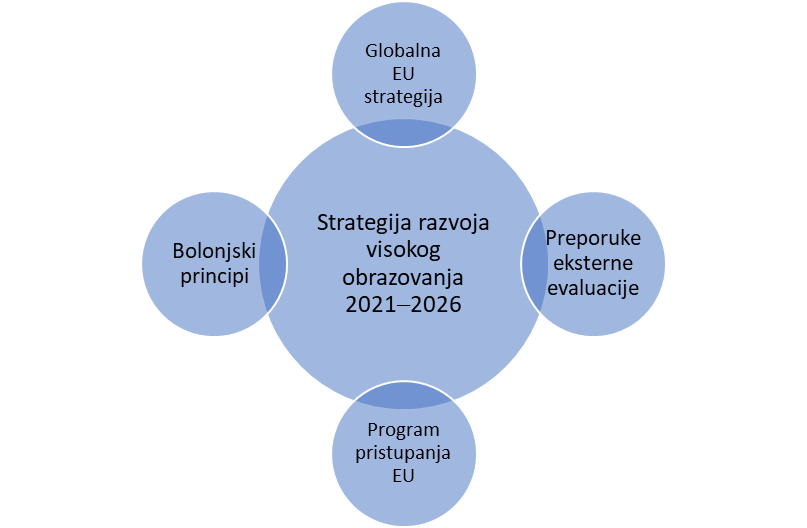 Globalna
EU
strategija
Bolonjski
principi
Strategija razvoja
visokog
obrazovanja
2021–2026
Preporuke
eksterne
evaluacije
Program
pristupanja
EU